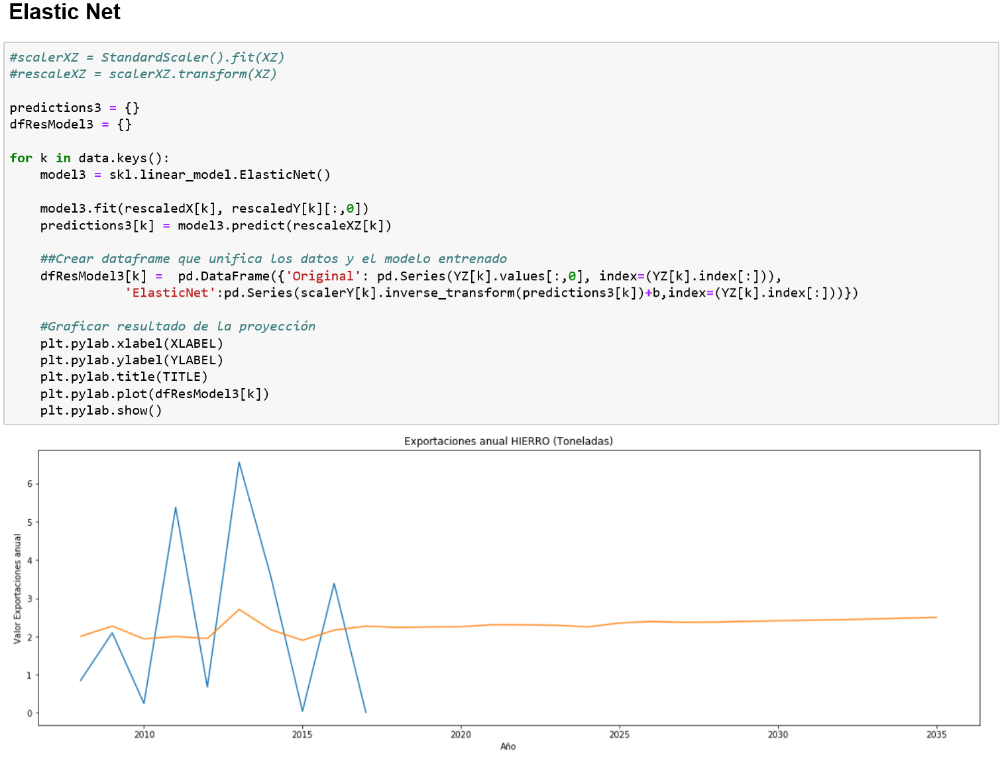 Elastic Net
#scalerXZ = StandardScaler().fit(XZ)
#rescaleXZ = scalerXZ.transform(XZ)
predictions3 = {}
dfResModel3 = {}
for k in data.keys():
    model3 = skl.linear_model.ElasticNet()
    model3.fit(rescaledX[k], rescaledY[k][:,0])
    predictions3[k] = model3.predict(rescaleXZ[k])
    ##Crear dataframe que unifica los datos y el modelo entrenado
    dfResModel3[k] =  pd.DataFrame({'Original': pd.Series(YZ[k].values[:,0], index=(YZ[k].index[:])),
               'ElasticNet':pd.Series(scalerY[k].inverse_transform(predictions3[k])+b,index=(YZ[k].index[:]))})
    #Graficar resultado de la proyección
    plt.pylab.xlabel(XLABEL)
    plt.pylab.ylabel(YLABEL)
    plt.pylab.title(TITLE)
    plt.pylab.plot(dfResModel3[k])
    plt.pylab.show()
Exportaciones anual HIERRO (Toneladas)
Valor Exportaciones anual
6
5
4
3
2
1
0
2010 2015 2020 2025 2030 2035
Año